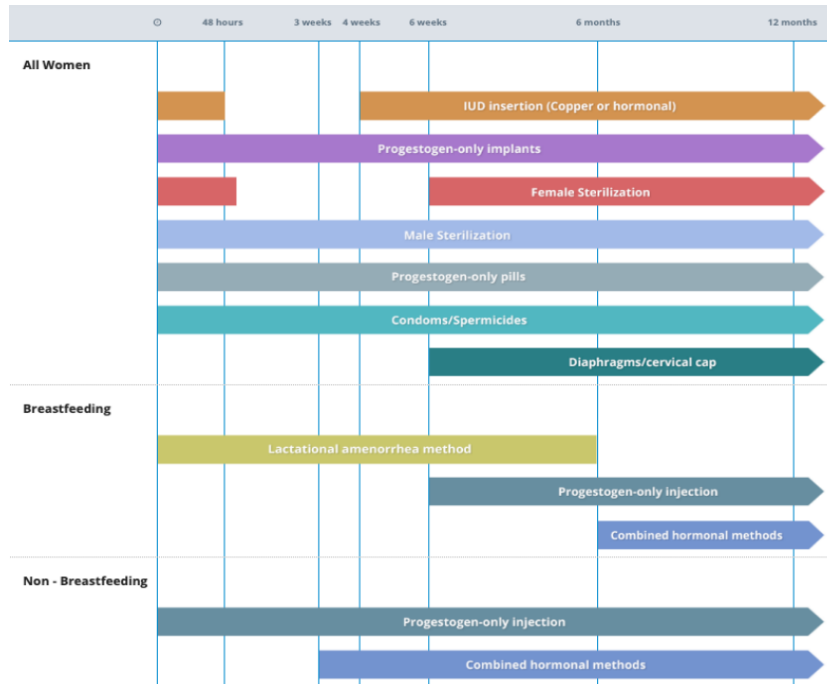 48 hours 3 weeks 4 weeks 6 weeks 6 months 12 months
All Women
IUD insertion (Copper or hormonal)
Progestogen-only implants
Female Sterilization
Male Sterilization
Progestogen-only pills
Condoms/Spermicides
Diaphragms/cervical cap
Breastfeeding
Lactational amenorrhea method
Progestogen-only injection
Combined hormonal methods
Non - Breastfeeding
Progestogen-only injection
Combined hormonal methods